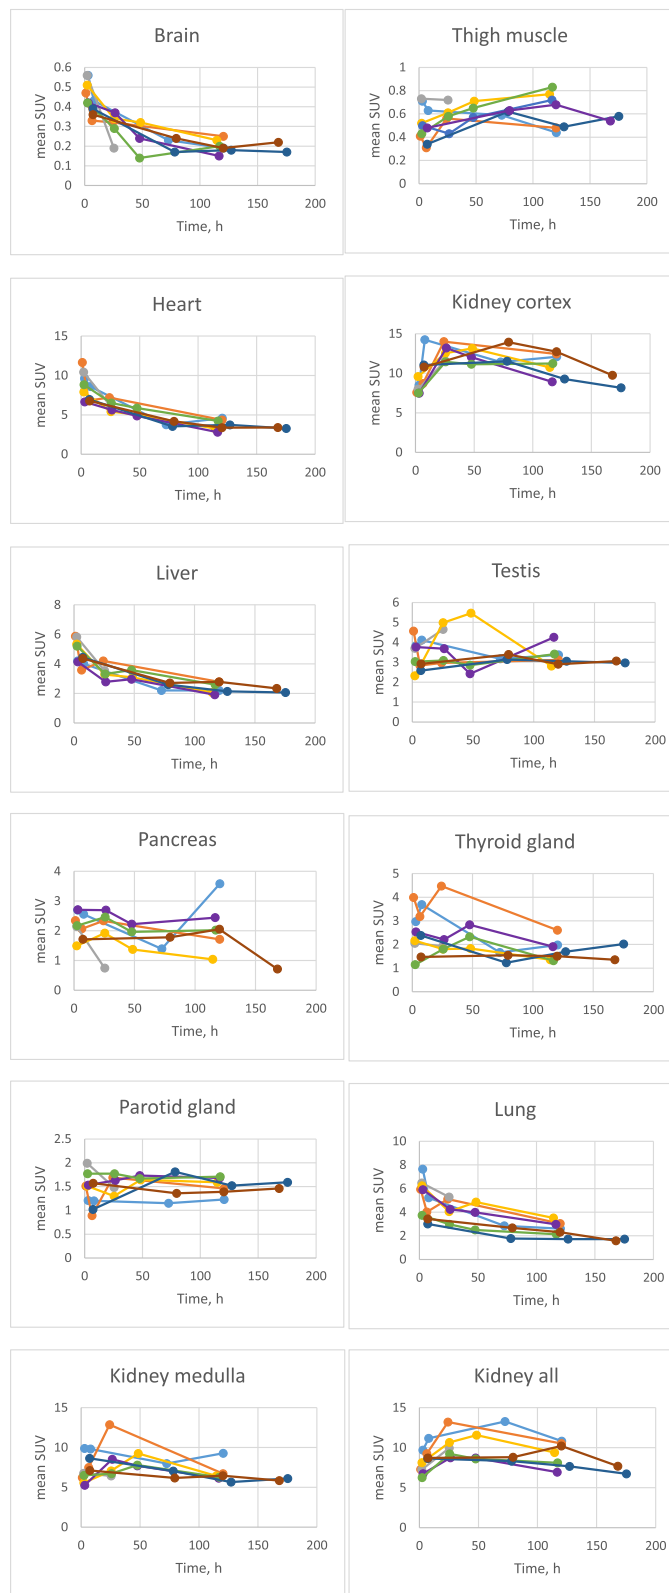 Brain
mean SUV
0.6
0.5
0.4
0.3
0.2
0.1
0
0 50 100 150 200
Time, h
Thigh muscle
mean SUV
1
0.8
0.6
0.4
0.2
0
0 50 100 150 200
Time, h
Heart
mean SUV
15
10
5
0
0 50 100 150 200
Time, h
Kidney cortex
mean SUV
15
10
5
0
0 50 100 150 200
Time, h
Liver
mean SUV
8
6
4
2
0
0 50 100 150 200
Time, h
Testis
mean SUV
6
5
4
3
2
1
0
0 50 100 150 200
Time, h
Pancreas
mean SUV
4
3
2
1
0
0 50 100 150 200
Time, h
Thyroid gland
mean SUV
5
4
3
2
1
0
0 50 100 150 200
Time, h
Parotid gland
mean SUV
2.5
2
1.5
1
0.5
0
0 50 100 150 200
Time, h
Lung
mean SUV
10
8
6
4
2
0
0 50 100 150 200
Time, h
Kidney medulla
mean SUV
15
10
5
0
0 50 100 150 200
Time, h
Kidney all
mean SUV
15
10
5
0
0 50 100 150 200
Time, h